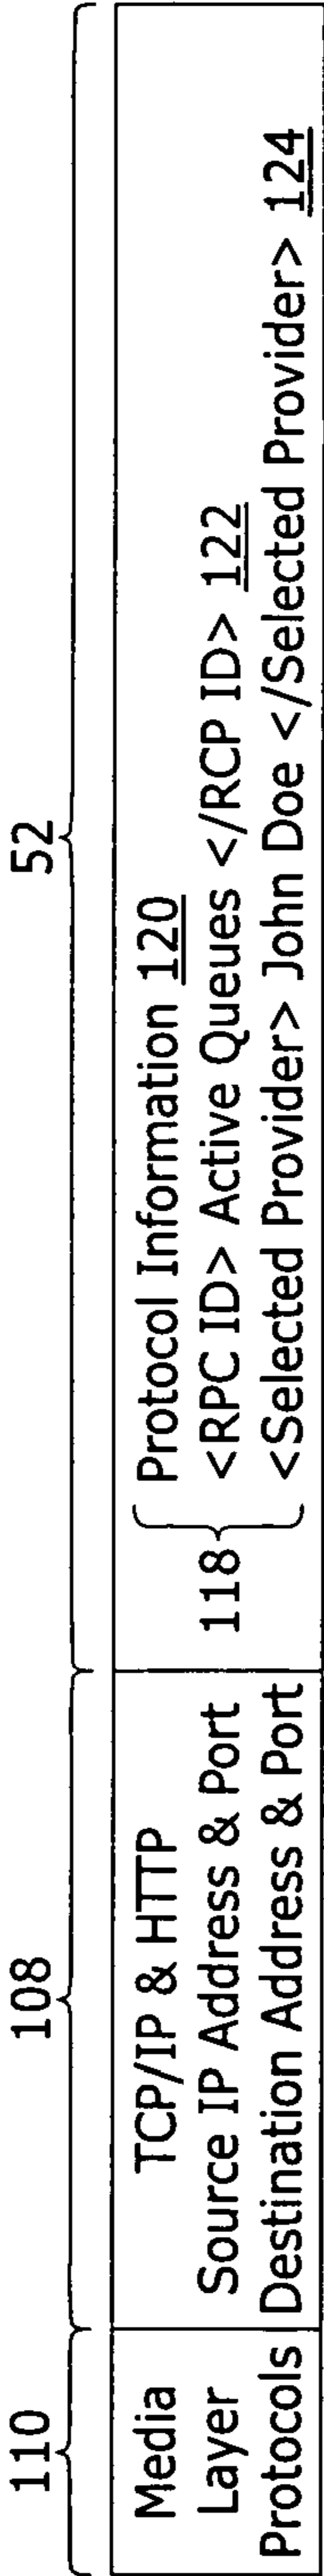 110
108
52
Media
Layer
Protocols
TCP/IP & HTTP
Source IP Address & Port
Destination Address & Port
118
Protocol Information 120
<RPC ID> Active Queues </RCP ID> 122
<Selected Provider> John Doe </Selected Provider> 124